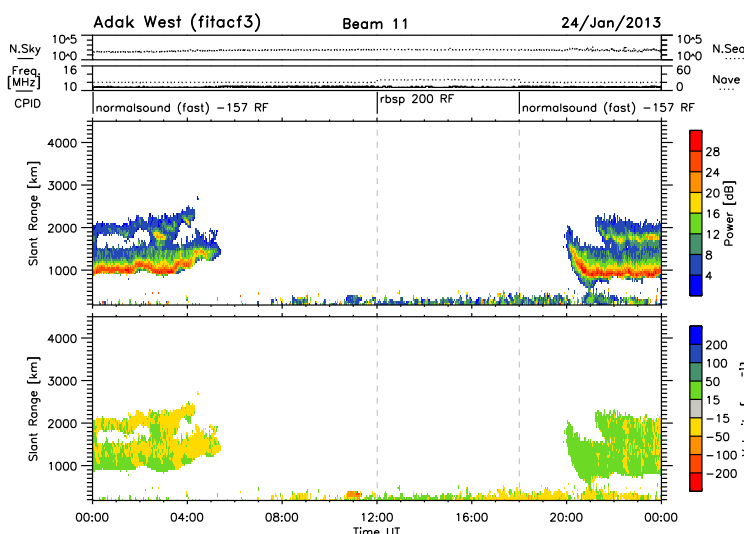 Adak West (fitacf3) Beam 11 24/Jan/2013
10^5 10^5
N.Sky N.Sea
10^0 10^0
Freq. 16 60
[MHz] 10 0 Nave
CPID normalsound (fast) -157 RF rbsp 200 RF normalsound (fast) -157 RF
4000
3000
2000
1000
Slant Range [km]
28
24
20
16
12
8
4
Power [dB]
4000
3000
2000
1000
Slant Range [km]
200
100
50
15
-15
-50
-100
-200
00:00 04:00 08:00 12:00 16:00 20:00 00:00
Time UT